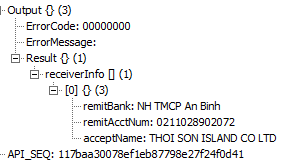 Output {} (3)
ErrorCode: 00000000
ErrorMessage:
Result {} (1)
receiverInfo [] (1)
[0] {} (3)
remitBank: NH TMCP An Binh
remitAcctNum: 0211028902072
acceptName: THOI SON ISLAND CO LTD
API_SEQ: 117baa30078ef1eb87798e27f24f0d41